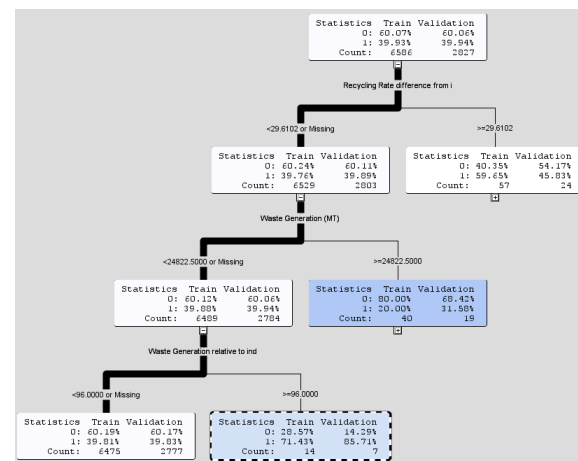 Statistics Train Validation
0: 60.07% 60.06%
1: 39.93% 39.94%
Count: 6586 2827
Recycling Rate difference from i
<29.6102 or Missing
>=29.6102
Statistics Train Validation
0: 60.24% 60.11%
1: 39.76% 39.89%
Count: 6529 2803
Statistics Train Validation
0: 40.35% 54.17%
1: 59.65% 45.83%
Count: 57 24
Waste Generation (MT)
<24822.5000 or Missing
>=24822.5000
Statistics Train Validation
0: 60.12% 60.06%
1: 39.88% 39.94%
Count: 6489 2784
Statistics Train Validation
0: 80.00% 68.42%
1: 20.00% 31.58%
Count: 40 19
Waste Generation relative to ind
<96.0000 or Missing
>=96.0000
Statistics Train Validation
0: 60.19% 60.17%
1: 39.81% 39.83%
Count: 6475 2777
Statistics Train Validation
0: 28.57% 14.29%
1: 71.43% 85.71%
Count: 14 7